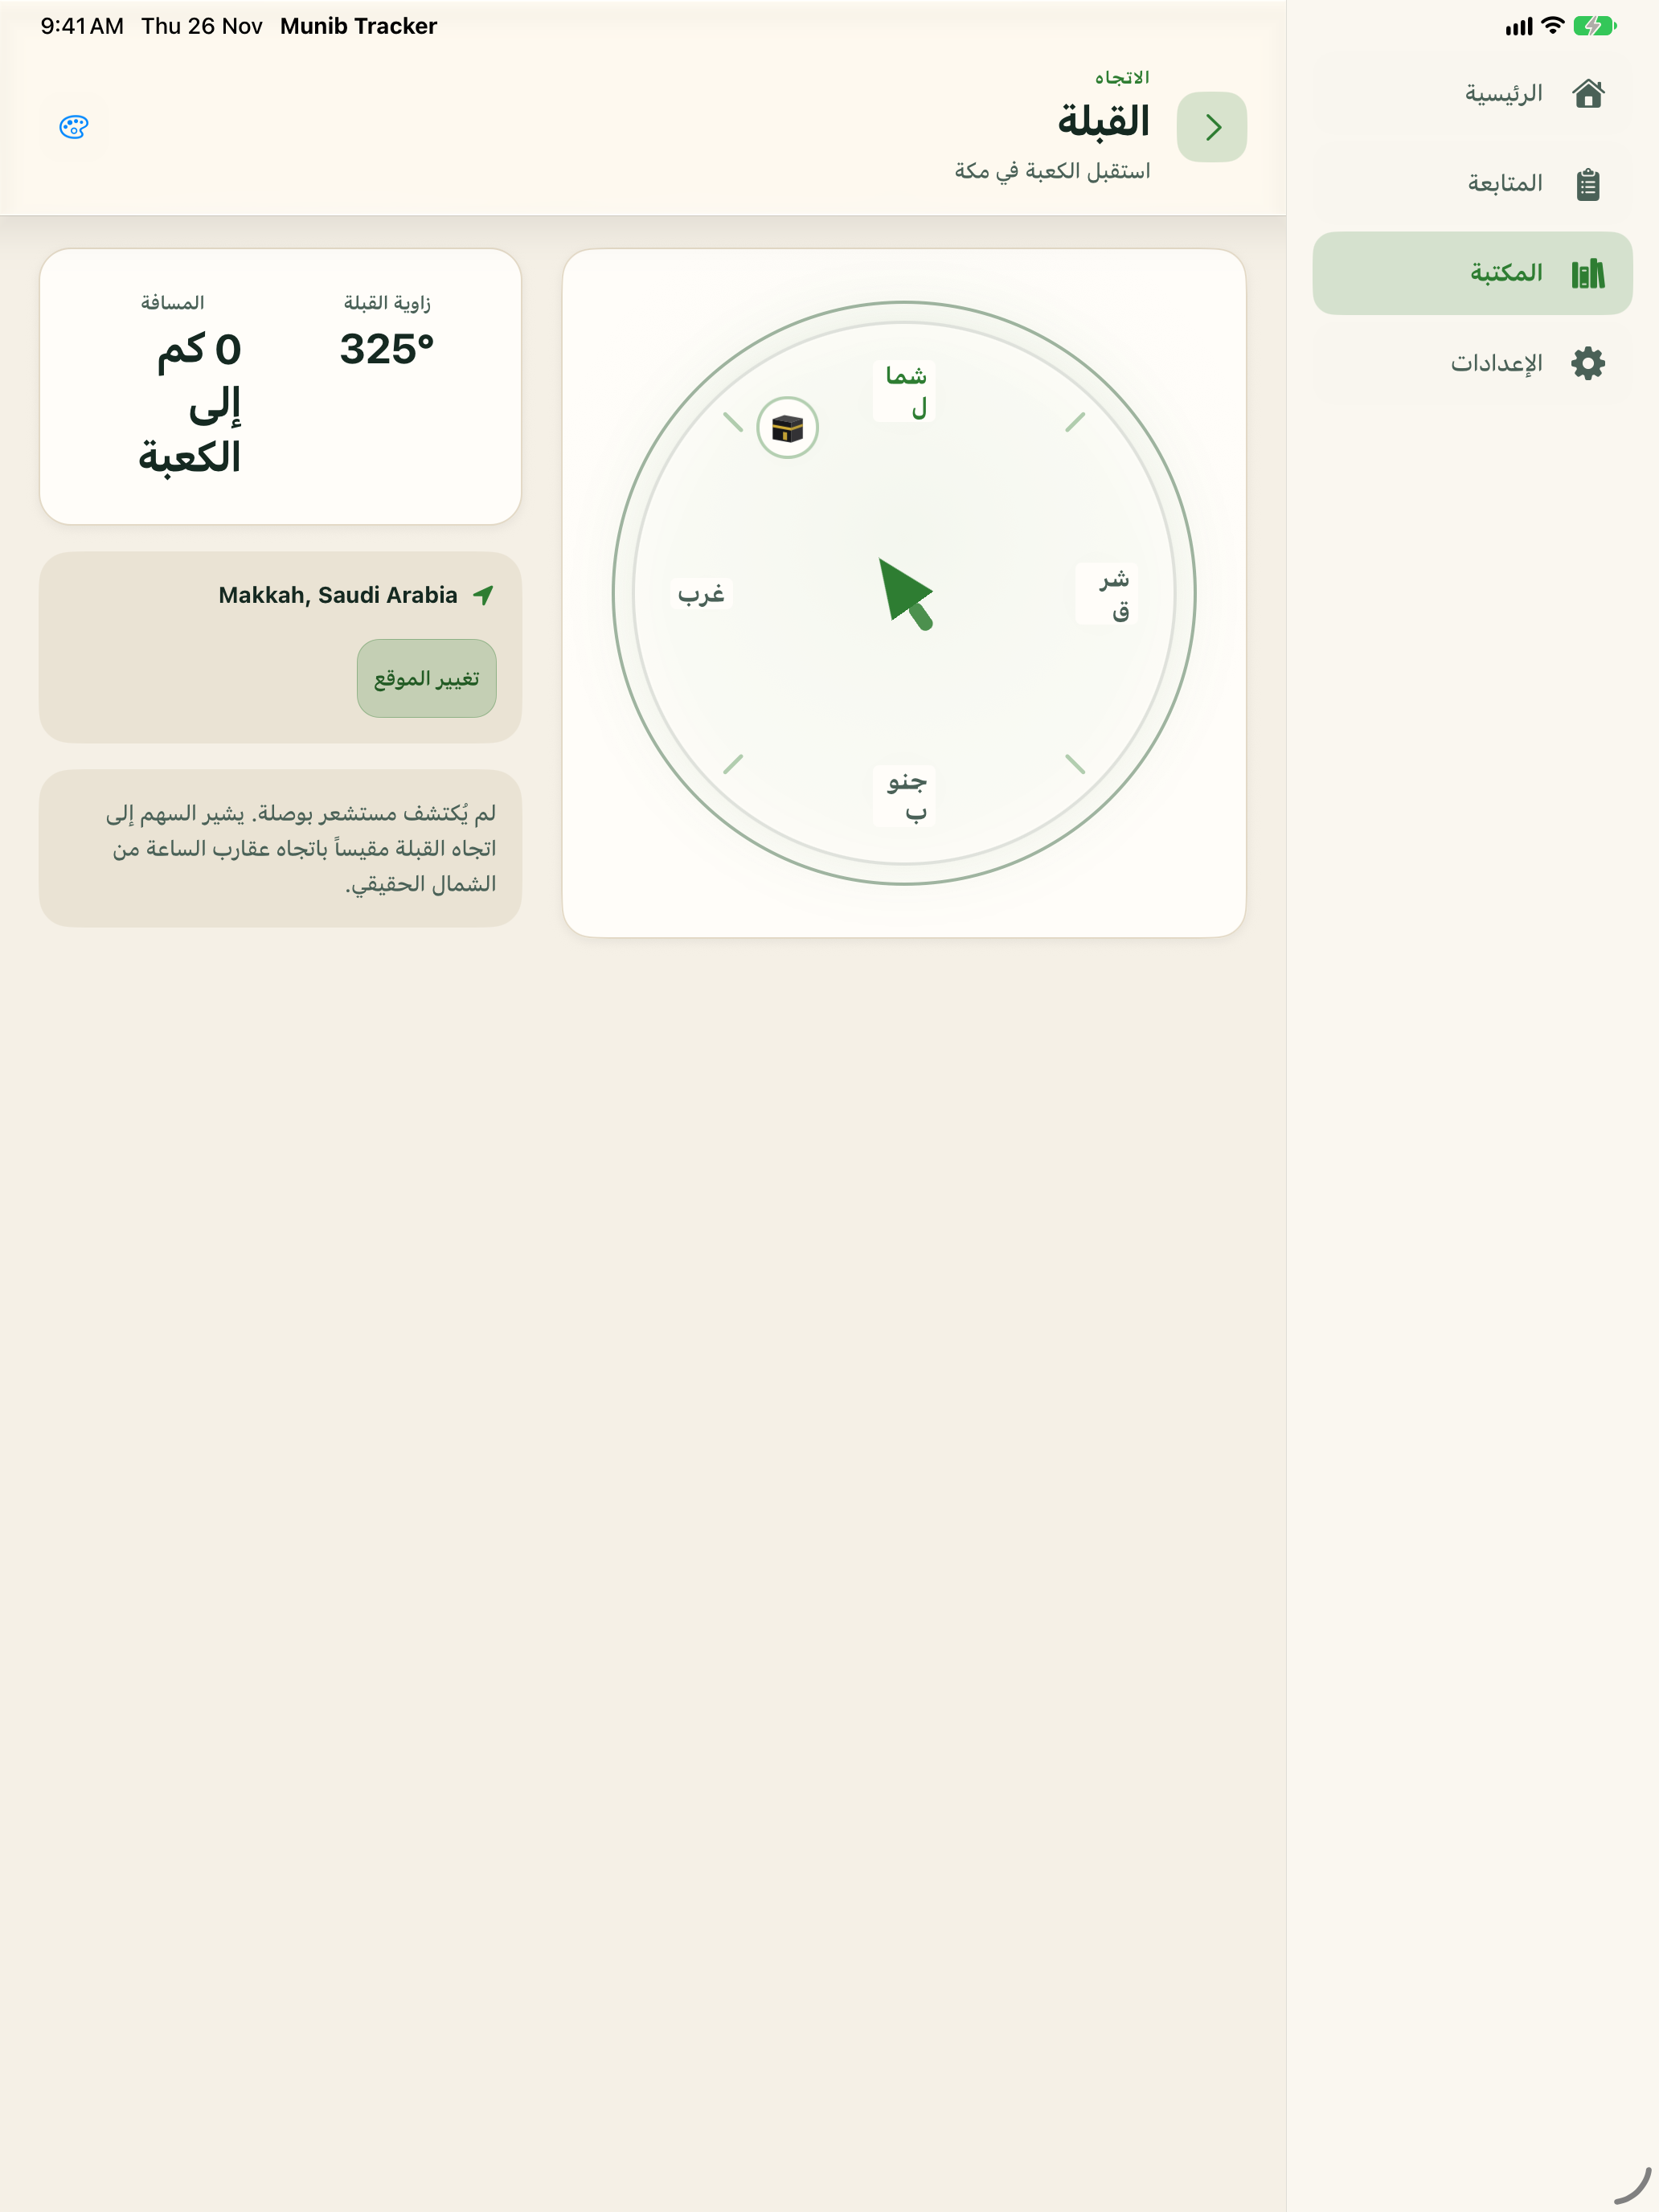 9:41 AM Thu 26 Nov Munib Tracker
الرئيسية
المتابعة
المكتبة
الإعدادات
الاتجاه
القبلة
استقبل الكعبة في مكة
شما
ل
شر
ق
غرب
جنو
ب
زاوية القبلة
325°
المسافة
0 كم
إلى
الكعبة
Makkah, Saudi Arabia
تغيير الموقع
لم يُكتشف مستشعر بوصلة. يشير السهم إلى
اتجاه القبلة مقيساً باتجاه عقارب الساعة من
الشمال الحقيقي.